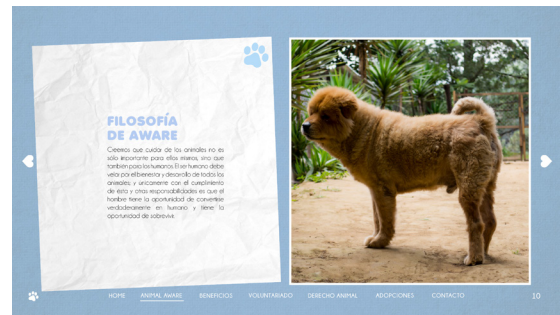 FILOSOFÍA
DE AWARE
Creemos que cuidar de los animales no es
sólo importante para ellos mismos, sino que
también para los humanos. El ser humano debe
velar por el bienestar y desarrollo de todos los
animales, y unicamente con el cumplimiento
de ésta y otras responsabilidades es que el
hombre tiene la oportunidad de convertirse
verdaderamente en humano y tiene la
oportunidad de sobrevivir.
HOME ANIMAL AWARE BENEFICIOS VOLUNTARIADO DERECHO ANIMAL ADOPCIONES CONTACTO 10